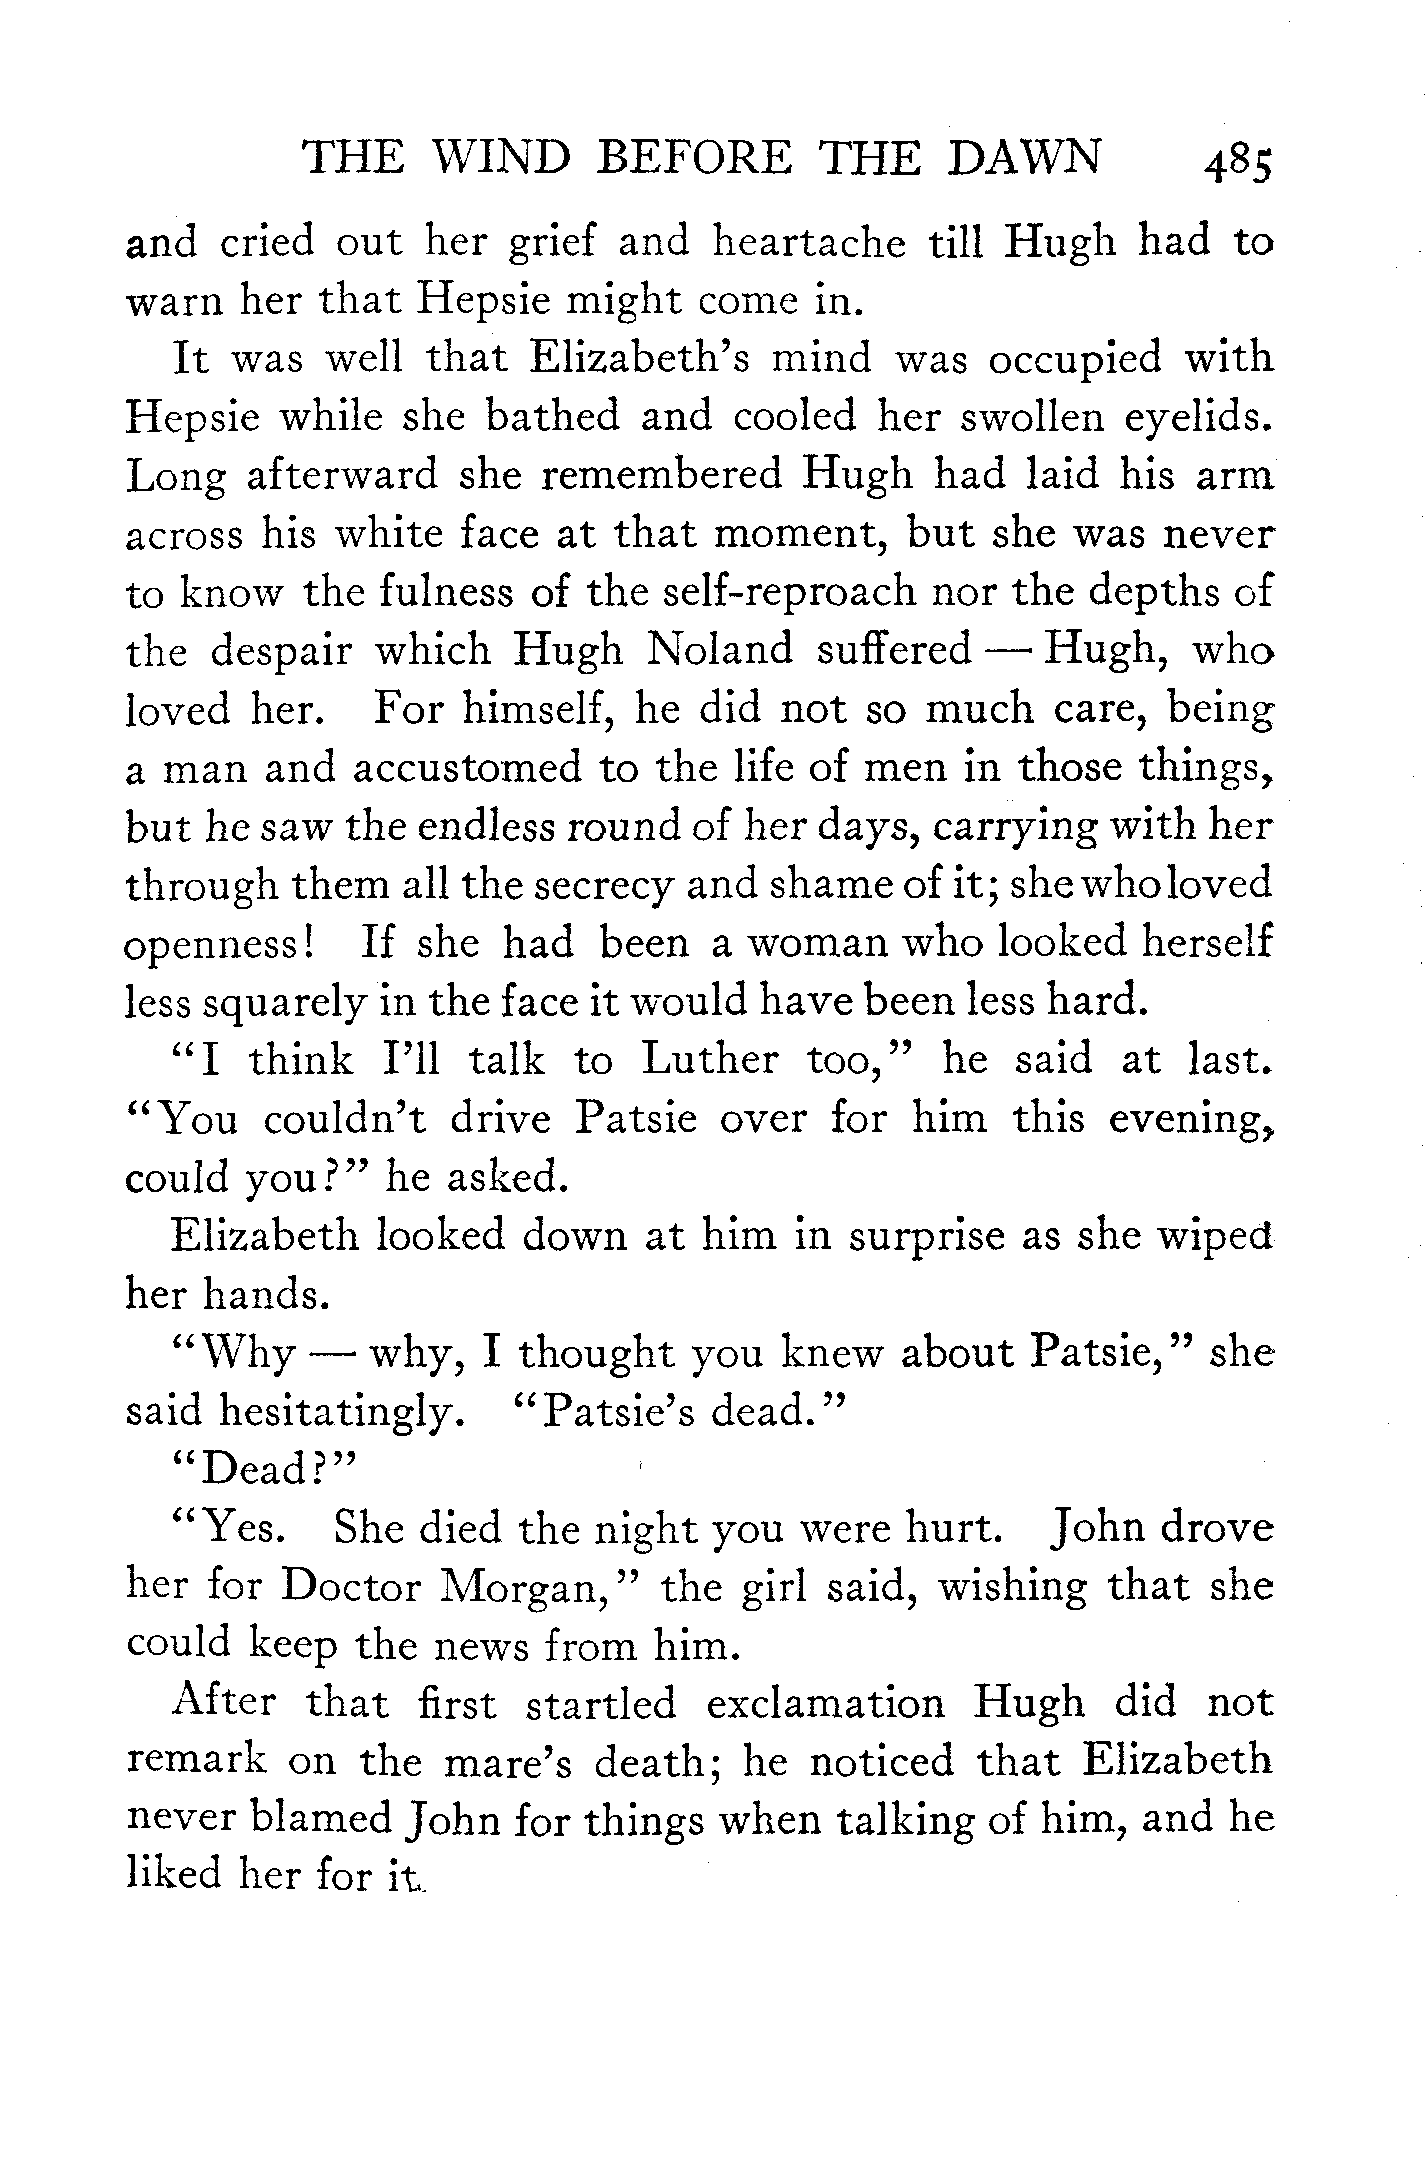 THE WIND BEFORE THE DAWN 485
and cried out her grief and heartache till Hugh had to
warn her that Hepsie might come in.
It was well that Elizabeth's mind was occupied with
Hepsie while she bathed and cooled her swollen eyelids.
Long afterward she remembered Hugh had laid his arm
across his white face at that moment, but she was never
to know the fulness of the self-reproach nor the depths of
the despair which Hugh Noland suffered — Hugh, who
loved her. For himself, he did not so much care, being
a man and accustomed to the life of men in those things,
but he saw the endless round of her days, carrying with her
through them all the secrecy and shame of it; she who loved
openness! If she had been a woman who looked herself
less squarely in the face it would have been less hard.
"I think I'll talk to Luther too," he said at last.
"You couldn't drive Patsie over for him this evening,
could you?" he asked.
Elizabeth looked down at him in surprise as she wiped
her hands.
"Why — why, I thought you knew about Patsie," she
said hesitatingly. "Patsie's dead."
"Dead?"
"Yes. She died the night you were hurt. John drove
her for Doctor Morgan," the girl said, wishing that she
could keep the news from him.
After that first startled exclamation Hugh did not
remark on the mare's death; he noticed that Elizabeth
never blamed John for things when talking of him, and he
liked her for it.